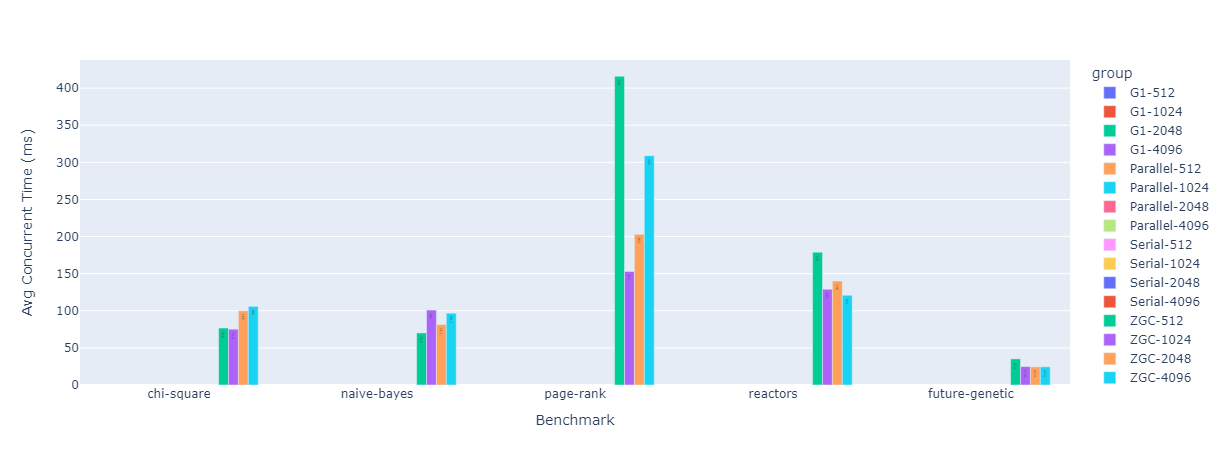 group
G1-512
G1-1024
G1-2048
G1-4096
Parallel-512
Parallel-1024
Parallel-2048
Parallel-4096
Serial-512
Serial-1024
Serial-2048
Serial-4096
ZGC-512
ZGC-1024
ZGC-2048
ZGC-4096
Avg Concurrent Time (ms)
400
350
300
250
200
150
100
50
0
chi-square
naive-bayes
page-rank
reactors
future-genetic
Benchmark